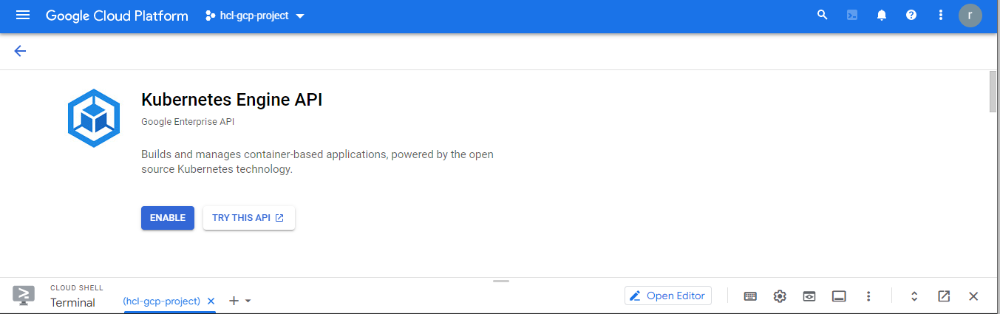 Google Cloud Platform hcl-gcp-project r
Kubernetes Engine API
Google Enterprise API
Builds and manages container-based applications, powered by the open
source Kubernetes technology.
ENABLE TRY THIS API
CLOUD SHELL
Terminal (hcl-gcp-project) Open Editor